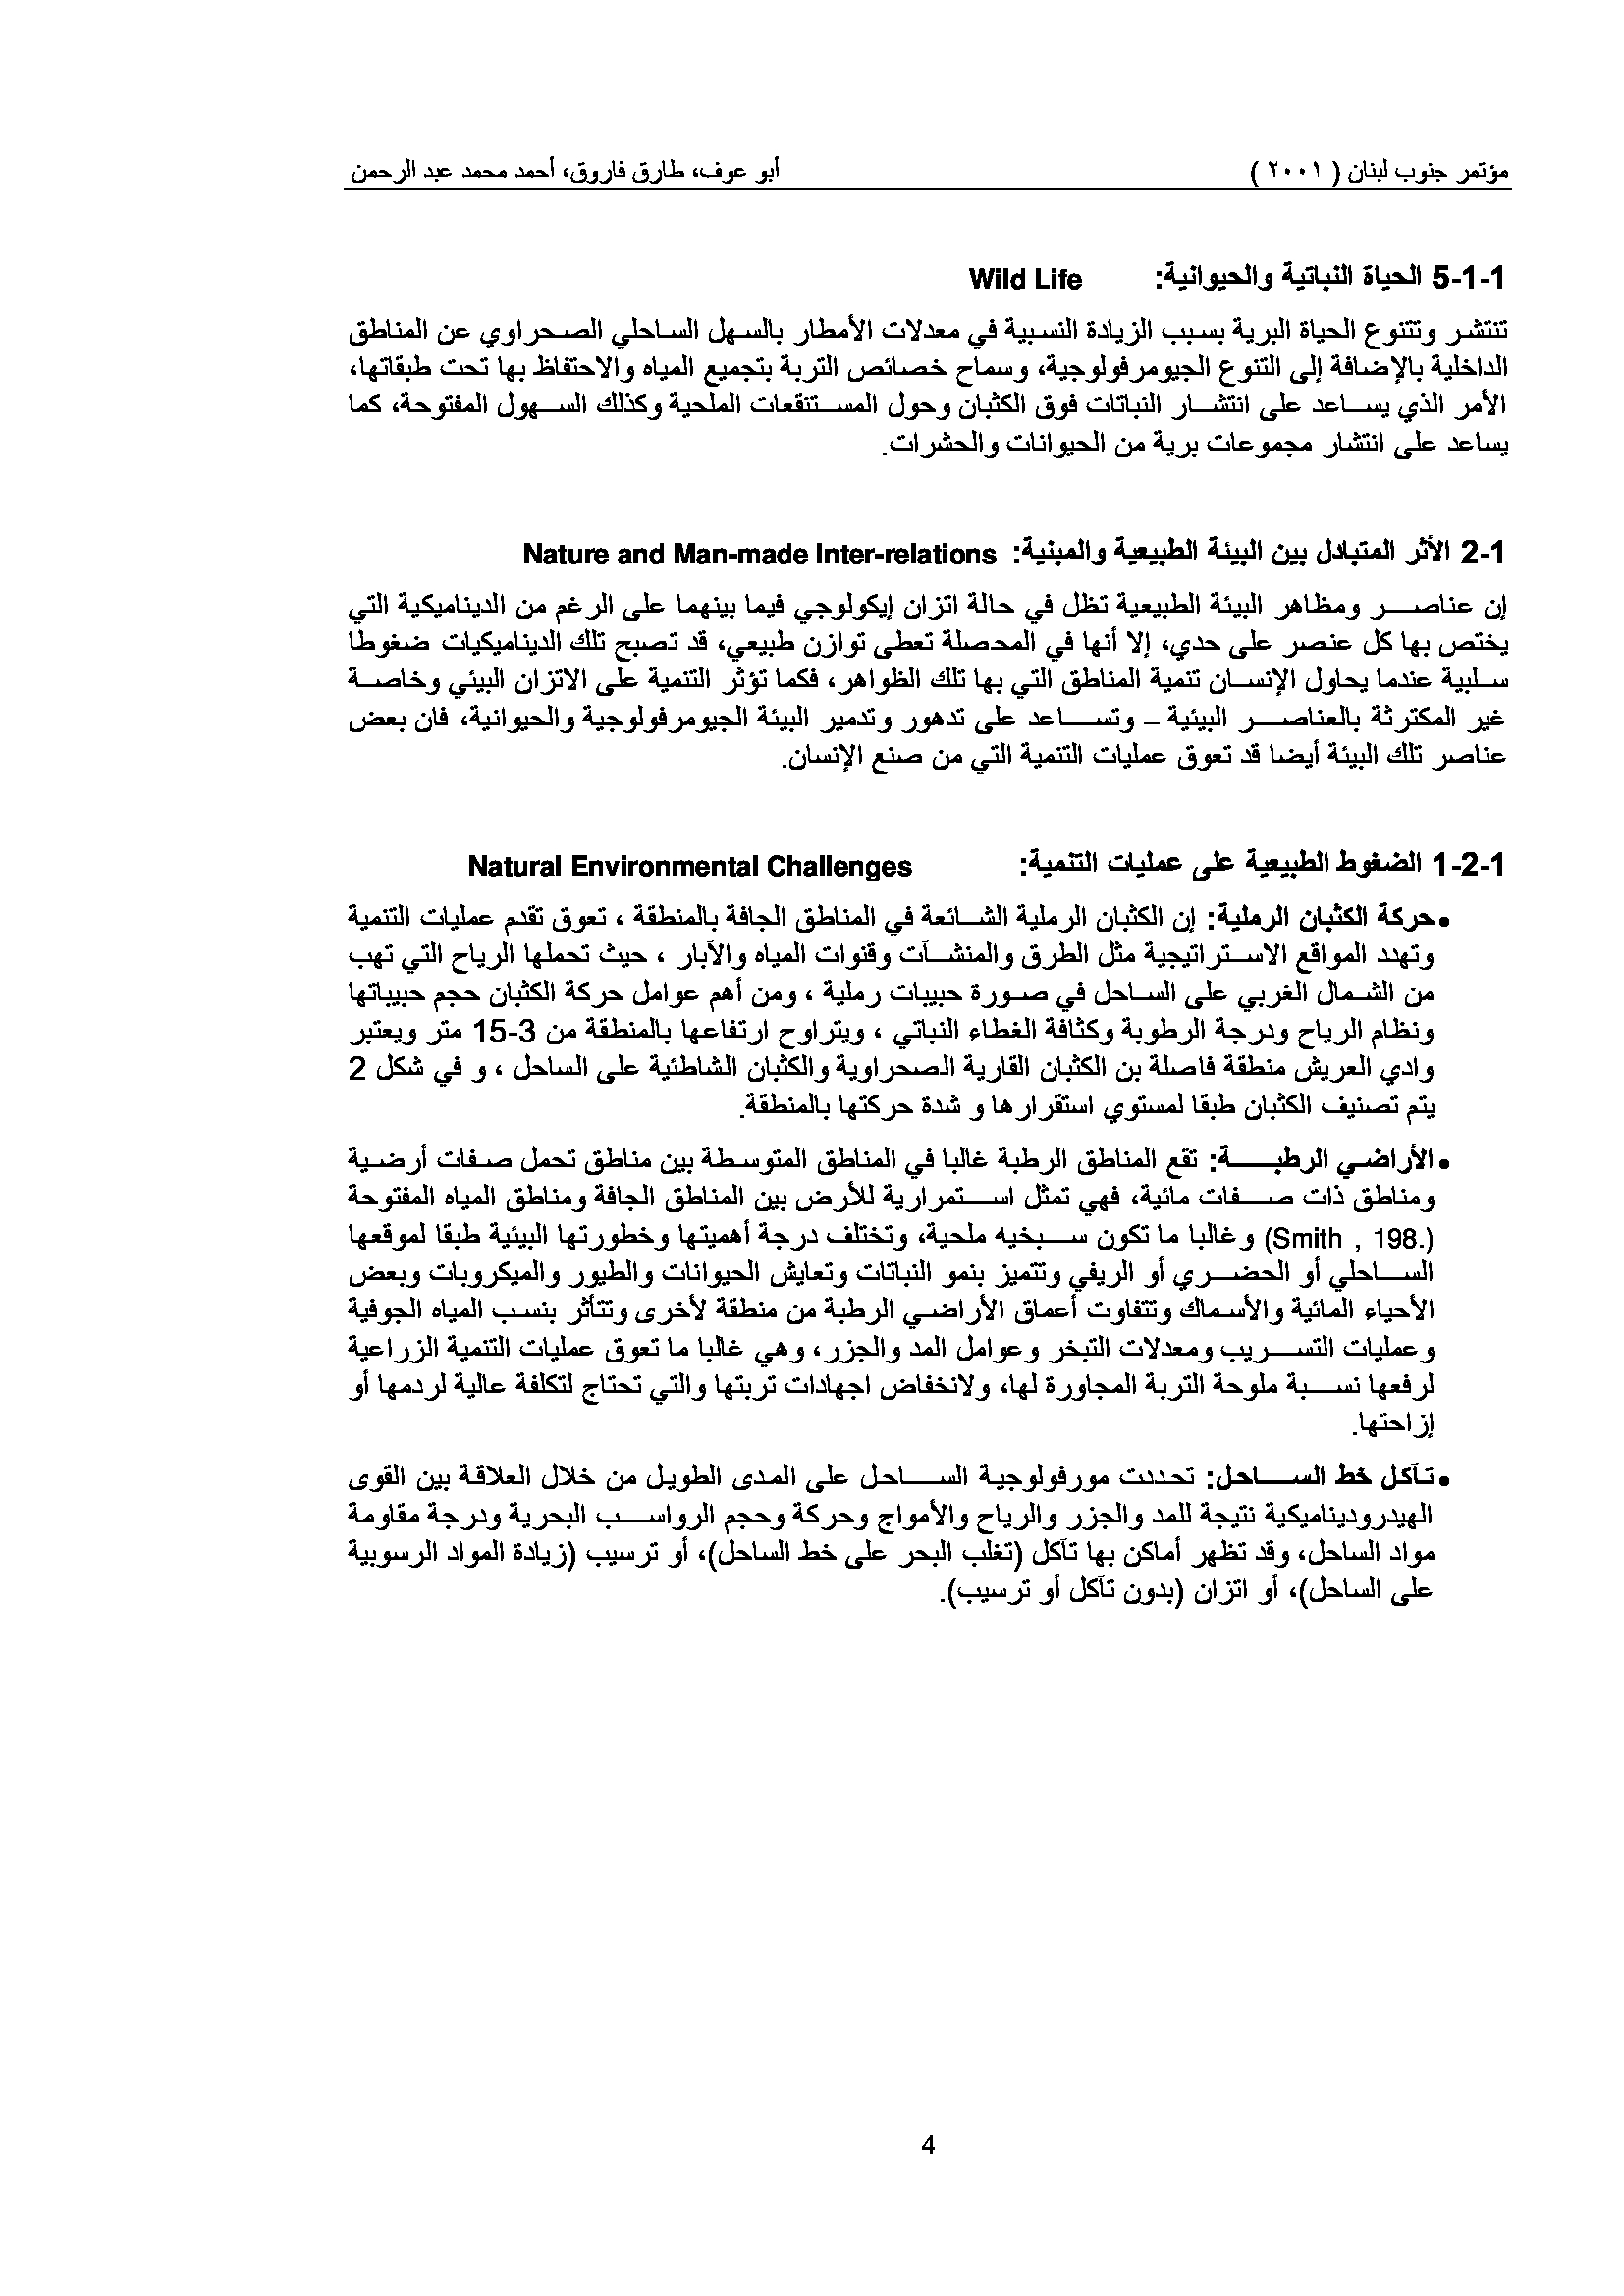 مؤتمر جنوب لبنان ( ٢٠٠١ ) أبو عوف، طارق فاروق، أحمد محمد عبد الرحمن
5-1-1 الحياة النباتية والحيوانية: Wild Life
تنتشر وتتنوع الحياة البرية بسبب الزيادة النسبية في معدلات الأمطار بالسهل الساحلي الصحراوي عن المناطق
الداخلية بالإضافة إلى التنوع الجيومرفولوجية، وسماح خصائص التربة بتجميع المياه والاحتفاظ بها تحت طبقاتها،
الأمر الذي يساعد على انتشار النباتات فوق الكثبان وحول المستنقعات الملحية وكذلك السهول المفتوحة، كما
يساعد على انتشار مجموعات برية من الحيوانات والحشرات.
2-1 الأثر المتبادل بين البيئة الطبيعية والمبنية: Nature and Man-made Inter-relations
إن عناصر ومظاهر البيئة الطبيعية تظل في حالة اتزان إيكولوجي فيما بينهما على الرغم من الديناميكية التي
يختص بها كل عنصر على حدي، إلا أنها في المحصلة تعطى توازن طبيعي، قد تصبح تلك الديناميكيات ضغوطا
سلبية عندما يحاول الإنسان تنمية المناطق التي بها تلك الظواهر، فكما تؤثر التنمية على الاتزان البيئي وخاصة
غير المكترثة بالعناصر البيئية – وتساعد على تدهور وتدمير البيئة الجيومرفولوجية والحيوانية، فان بعض
عناصر تلك البيئة أيضا قد تعوق عمليات التنمية التي من صنع الإنسان.
1-2-1 الضغوط الطبيعية على عمليات التنمية: Natural Environmental Challenges
• حركة الكثبان الرملية: إن الكثبان الرملية الشائعة في المناطق الجافة بالمنطقة ، تعوق تقدم عمليات التنمية
وتهدد المواقع الاستراتيجية مثل الطرق والمنشآت وقنوات المياه والآبار ، حيث تحملها الرياح التي تهب
من الشمال الغربي على الساحل في صورة حبيبات رملية ، ومن أهم عوامل حركة الكثبان حجم حبيباتها
ونظام الرياح ودرجة الرطوبة وكثافة الغطاء النباتي ، ويتراوح ارتفاعها بالمنطقة من 3-15 متر ويعتبر
وادي العريش منطقة فاصلة بن الكثبان القارية الصحراوية والكثبان الشاطئية على الساحل ، و في شكل 2
يتم تصنيف الكثبان طبقا لمستوي استقرارها و شدة حركتها بالمنطقة.
• الأراضي الرطبة: تقع المناطق الرطبة غالبا في المناطق المتوسطة بين مناطق تحمل صفات أرضية
ومناطق ذات صفات مائية، فهي تمثل استمرارية للأرض بين المناطق الجافة ومناطق المياه المفتوحة
(Smith , 198.) وغالبا ما تكون سبخيه ملحية، وتختلف درجة أهميتها وخطورتها البيئية طبقا لموقعها
الساحلي أو الحضري أو الريفي وتتميز بنمو النباتات وتعايش الحيوانات والطيور والميكروبات وبعض
الأحياء المائية والأسماك وتتفاوت أعماق الأراضي الرطبة من منطقة لأخرى وتتأثر بنسب المياه الجوفية
وعمليات التسريب ومعدلات التبخر وعوامل المد والجزر، وهي غالبا ما تعوق عمليات التنمية الزراعية
لرفعها نسبة ملوحة التربة المجاورة لها، ولانخفاض اجهادات تربتها والتي تحتاج لتكلفة عالية لردمها أو
إزاحتها.
• تآكل خط الساحل: تحددت مورفولوجية الساحل على المدى الطويل من خلال العلاقة بين القوى
الهيدروديناميكية نتيجة للمد والجزر والرياح والأمواج وحركة وحجم الرواسب البحرية ودرجة مقاومة
مواد الساحل، وقد تظهر أماكن بها تآكل (تغلب البحر على خط الساحل)، أو ترسيب (زيادة المواد الرسوبية
على الساحل)، أو اتزان (بدون تآكل أو ترسيب).
4